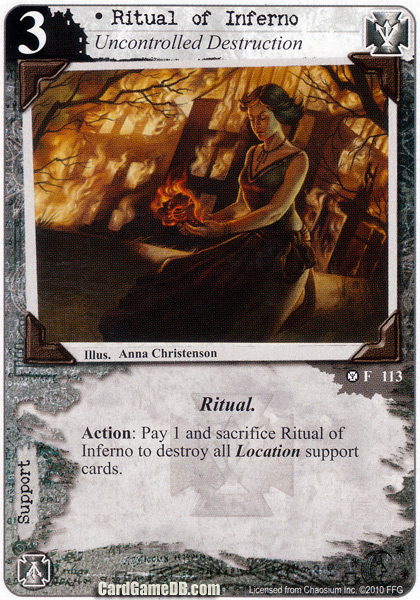 3
• Ritual of Inferno
Uncontrolled Destruction
Illus. Anna Christenson
F 113
Ritual.
Action: Pay 1 and sacrifice Ritual of
Inferno to destroy all Location support
cards.
Support
CardGameDB.com
Licensed from Chaosium Inc. ©2010 FFG